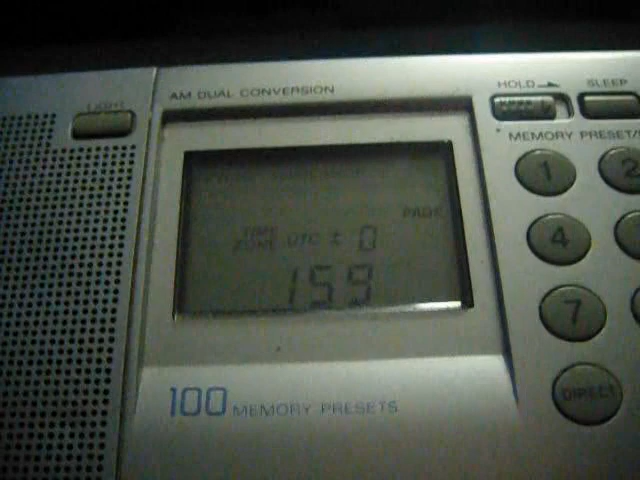 LIGHT
AM DUAL CONVERSION
HOLD
SLEEP
MEMORY PRESET/
PAGE
TIME
ZONE UTC ± 0
159
1
2
4
7
DIRECT
100 MEMORY PRESETS